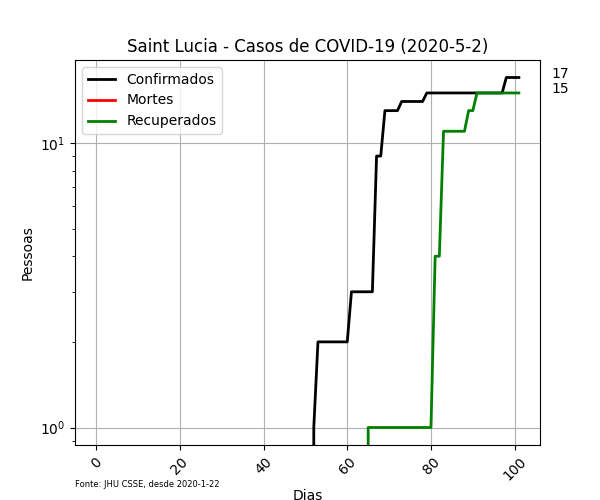 Saint Lucia - Casos de COVID-19 (2020-5-2)
Confirmados
Mortes
Recuperados
17
15
10¹
10⁰
Pessoas
0 20 40 60 80 100
Fonte: JHU CSSE, desde 2020-1-22
Dias